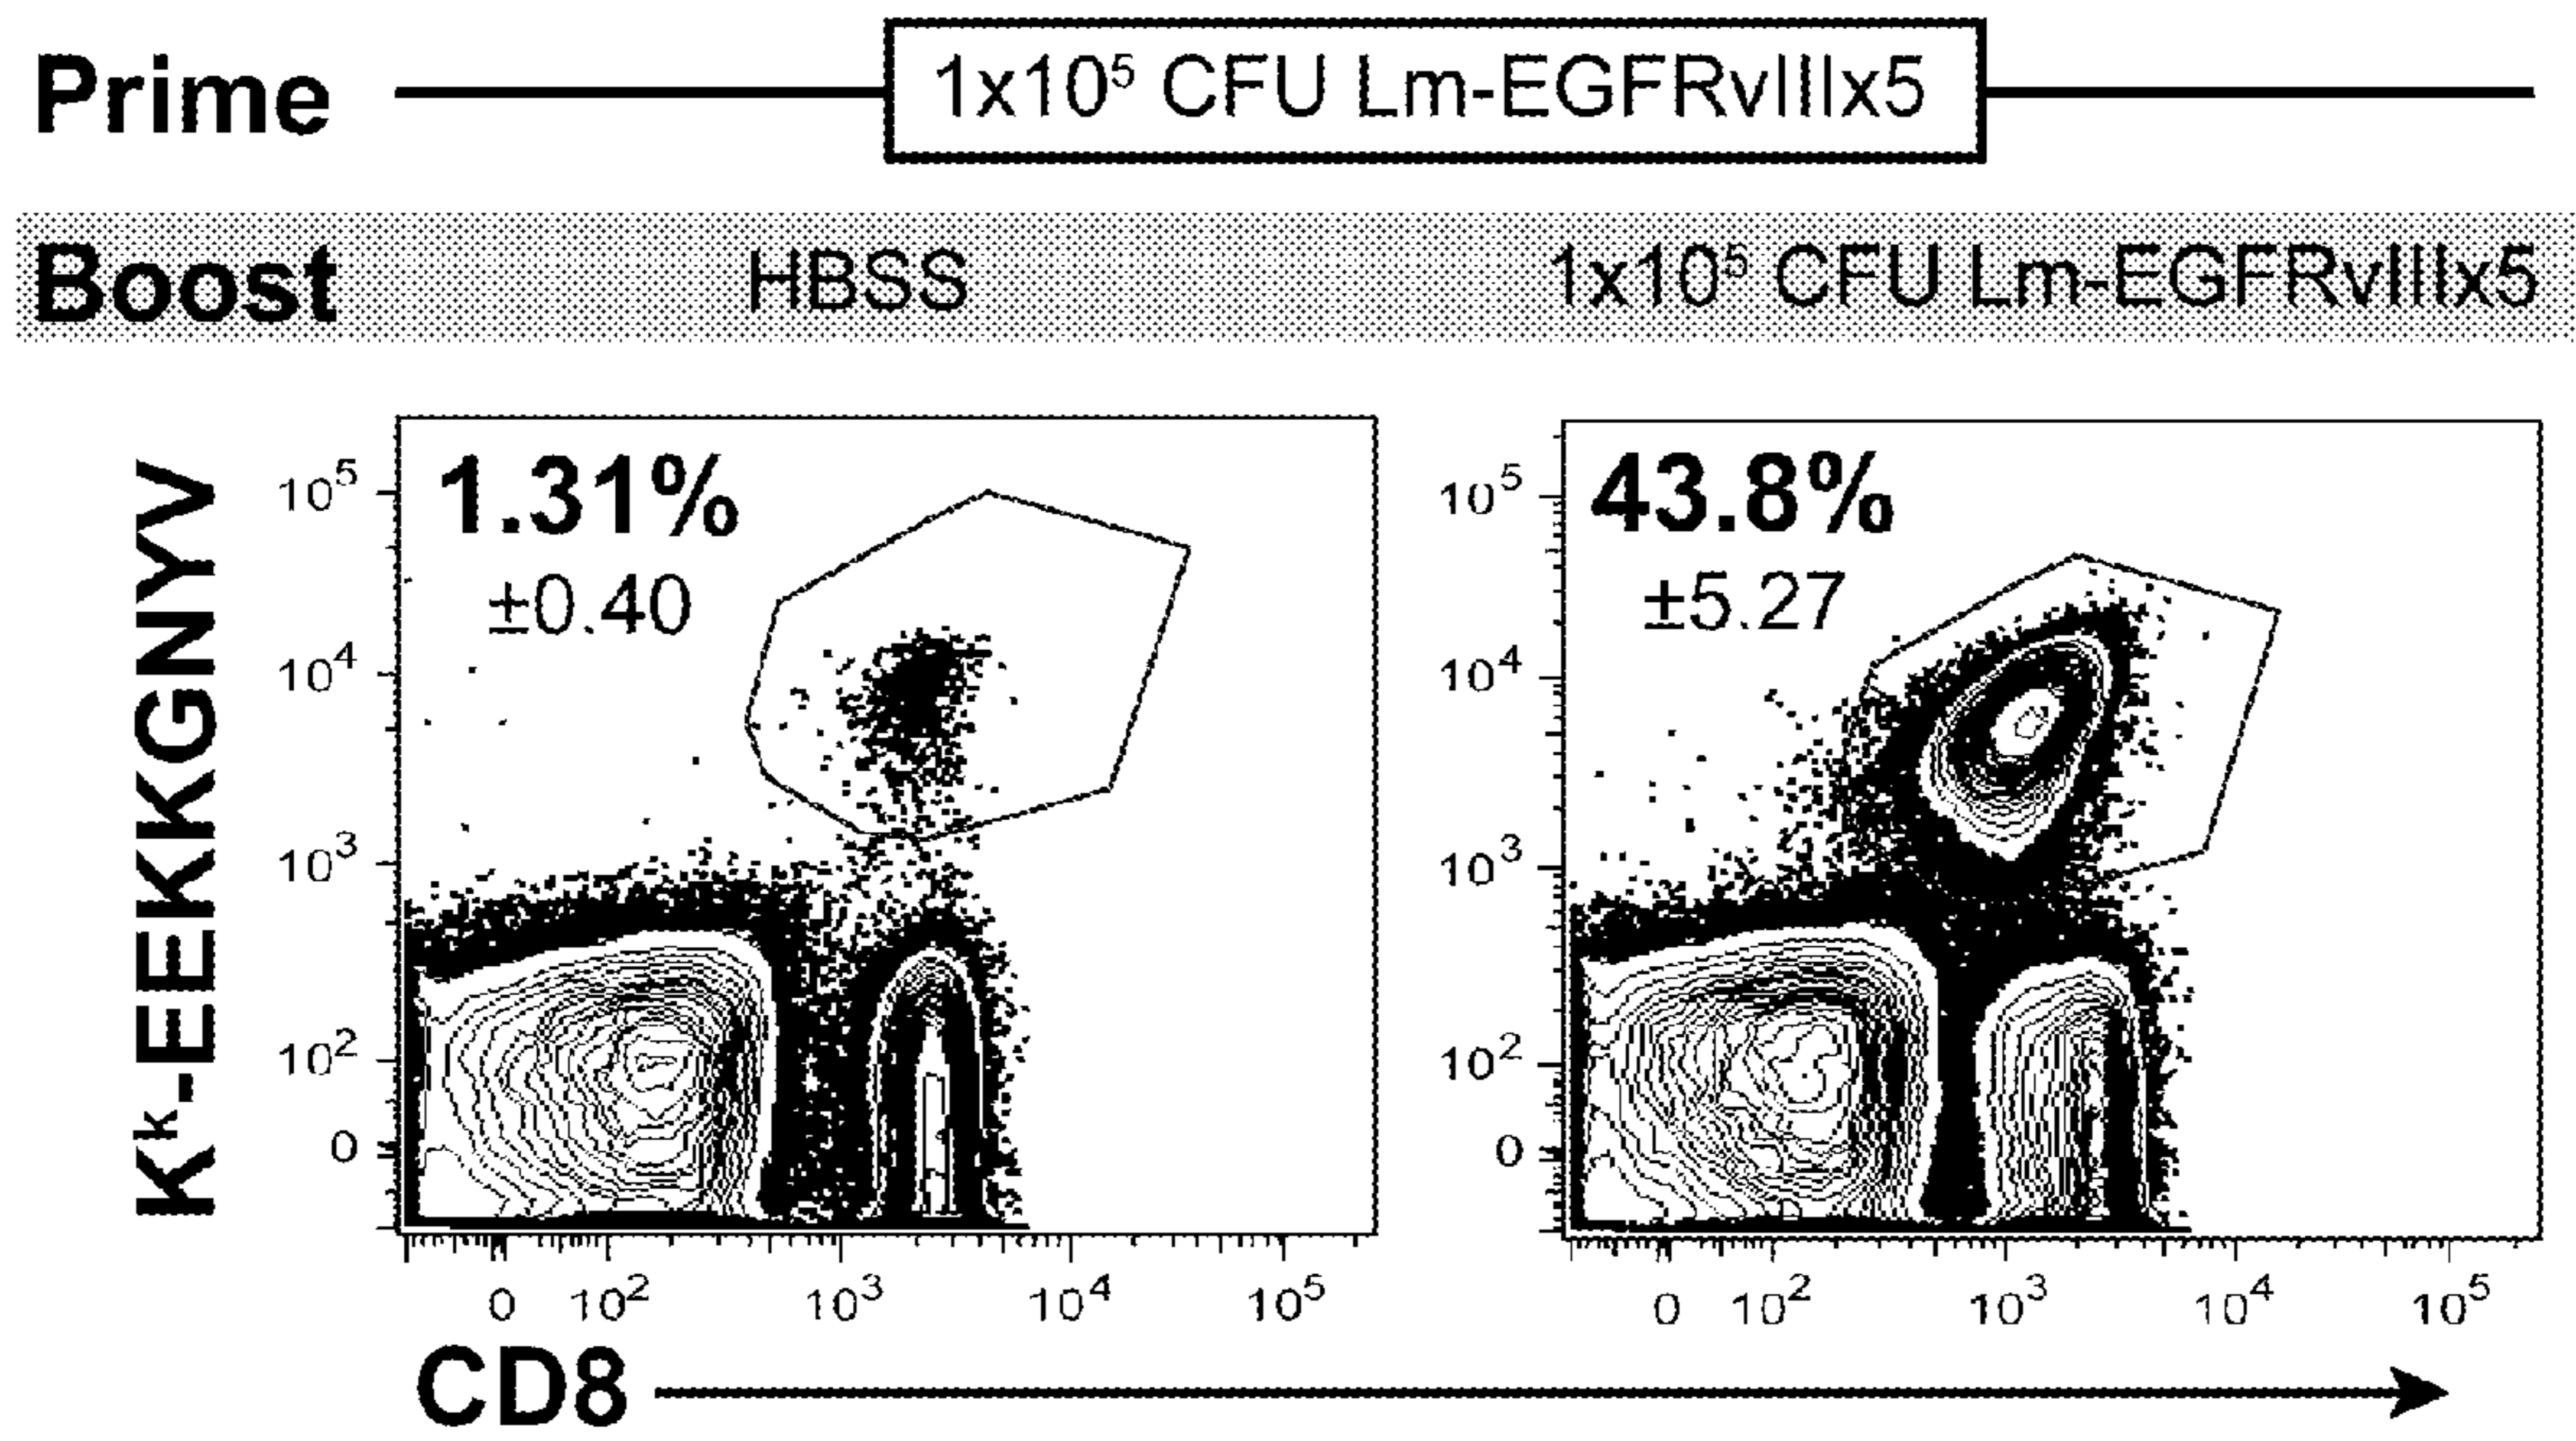 Prime 1x10⁵ CFU Lm-EGFRvIIIx5
Boost HBSS 1x10⁵ CFU Lm-EGFRvIIIx5
Kᵏ-EEKKGNYV
1.31%
±0.40
10⁵
10⁴
10³
10²
0
0 10² 10³ 10⁴ 10⁵
43.8%
±5.27
10⁵
10⁴
10³
10²
0
0 10² 10³ 10⁴ 10⁵
CD8